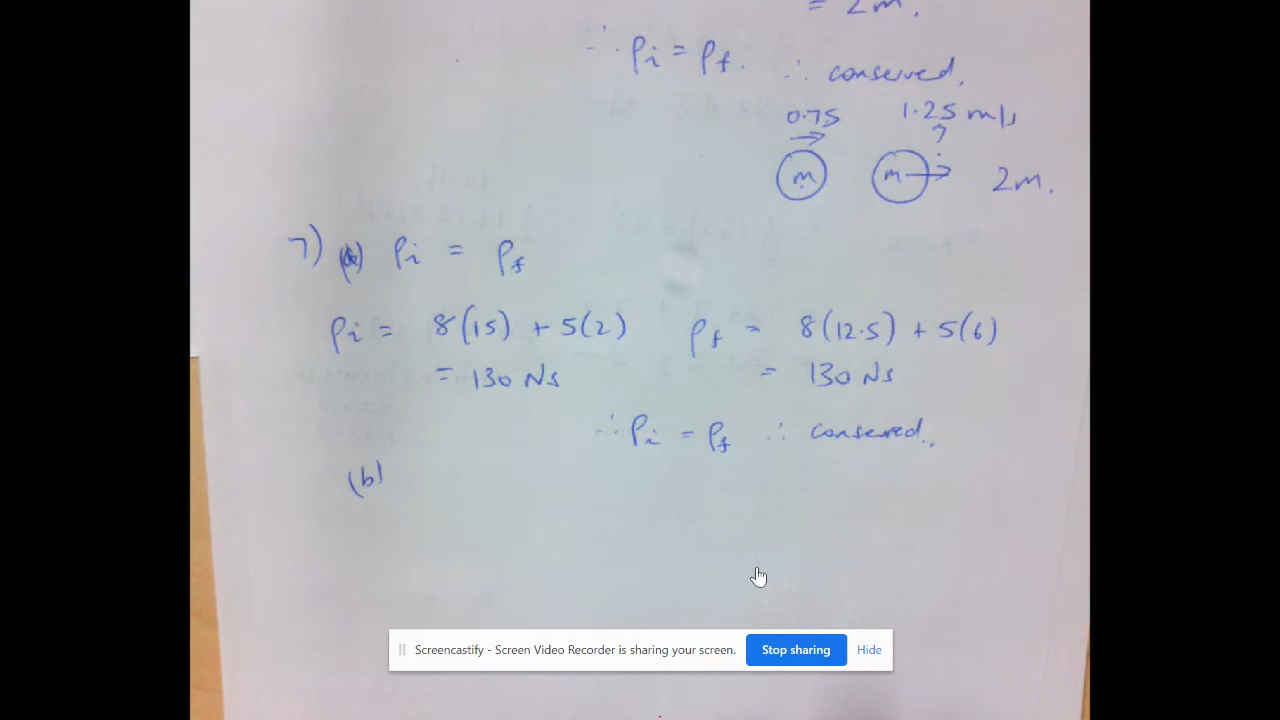 = 2m.
∴ Pi = Pf. ∴ conserved.
0.75 1.25 m/s
m m 2m.
7) (a) Pi = Pf
Pi = 8(15) + 5(2) Pf = 8(12.5) + 5(6)
= 130 Ns = 130 Ns
∴ Pi = Pf ∴ conserved.
(b)
Screencastify - Screen Video Recorder is sharing your screen. Stop sharing Hide